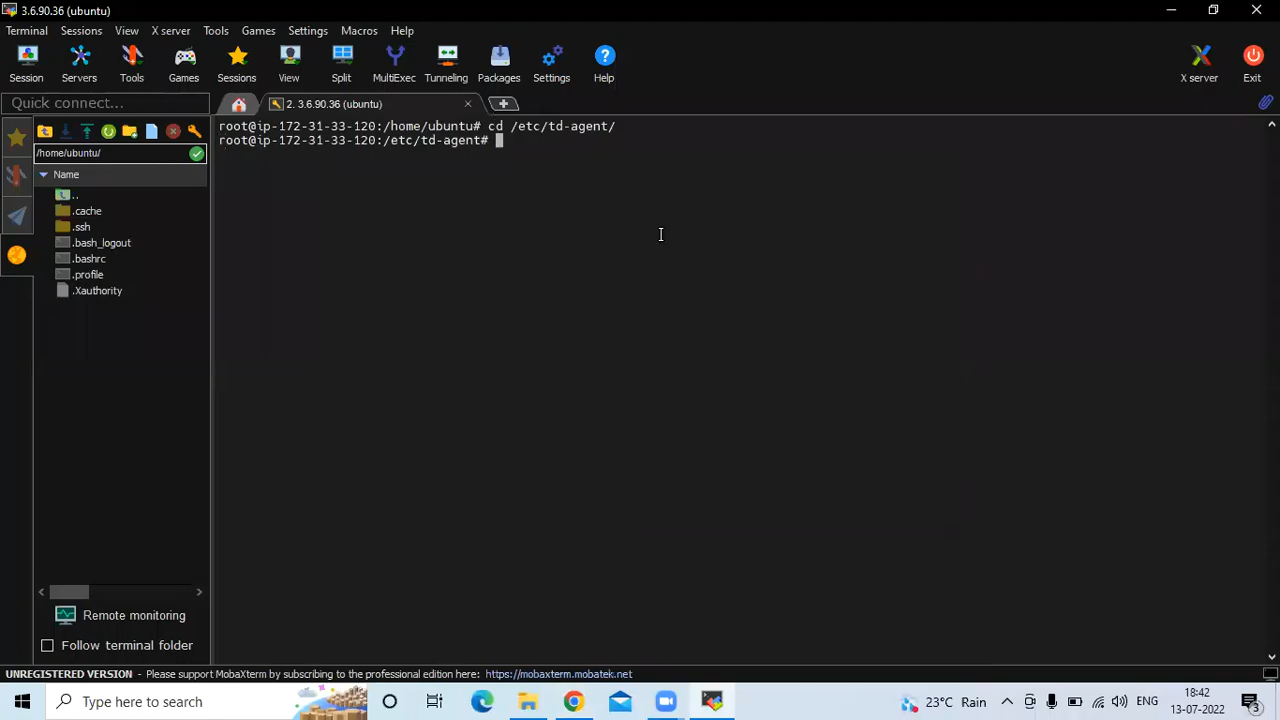 3.6.90.36 (ubuntu)
Terminal Sessions View X server Tools Games Settings Macros Help
Session Servers Tools Games Sessions View Split MultiExec Tunneling Packages Settings Help X server Exit
Quick connect...
2. 3.6.90.36 (ubuntu)
/home/ubuntu/
Name
..
.cache
.ssh
.bash_logout
.bashrc
.profile
.Xauthority
root@ip-172-31-33-120:/home/ubuntu# cd /etc/td-agent/
root@ip-172-31-33-120:/etc/td-agent#
Remote monitoring
Follow terminal folder
UNREGISTERED VERSION - Please support MobaXterm by subscribing to the professional edition here: https://mobaxterm.mobatek.net
Type here to search
23°C Rain
ENG
18:42
13-07-2022
3